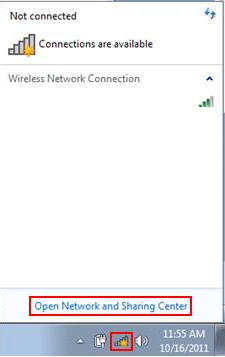 Not connected
Connections are available
Wireless Network Connection
Open Network and Sharing Center
11:55 AM
10/16/2011